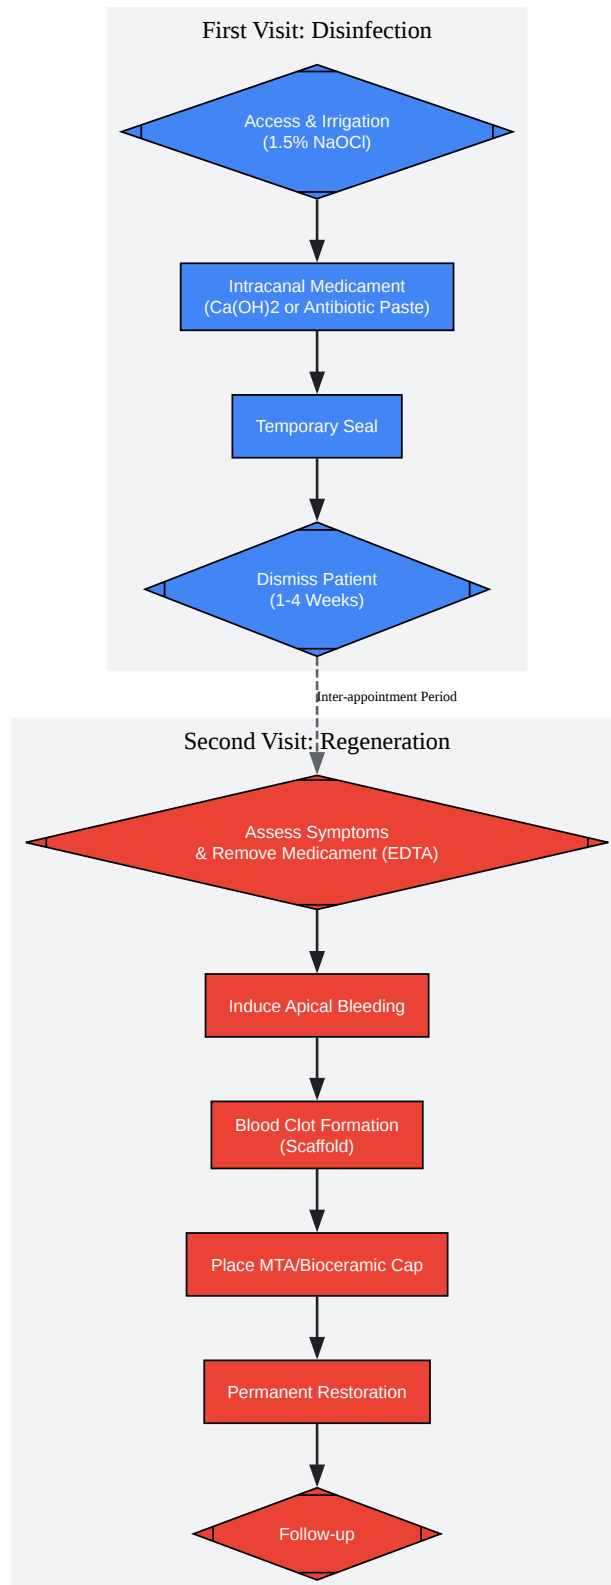 First Visit: Disinfection
Access & Irrigation
(1.5% NaOCl)
Intracanal Medicament
(Ca(OH)2 or Antibiotic Paste)
Temporary Seal
Dismiss Patient
(1-4 Weeks)
Inter-appointment Period
Second Visit: Regeneration
Assess Symptoms
& Remove Medicament (EDTA)
Induce Apical Bleeding
Blood Clot Formation
(Scaffold)
Place MTA/Bioceramic Cap
Permanent Restoration
Follow-up